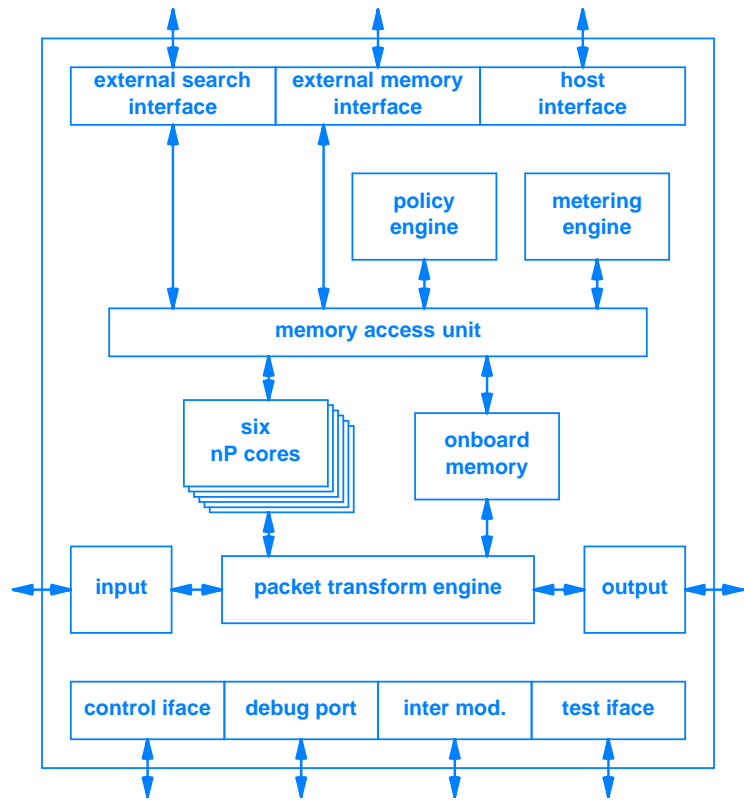 external search
interface
external memory
interface
host
interface
policy
engine
metering
engine
memory access unit
six
nP cores
onboard
memory
input
packet transform engine
output
control iface
debug port
inter mod.
test iface